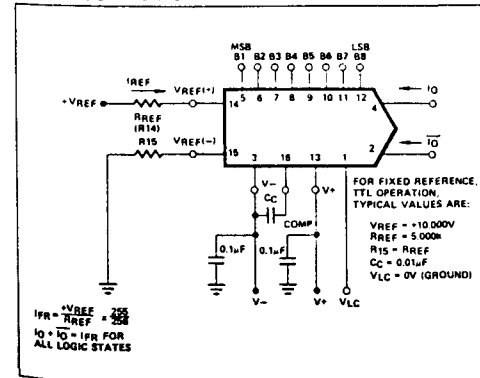 MSB LSB
B1 B2 B3 B4 B5 B6 B7 B8
IREF
VREF(+)
5 6 7 8 9 10 11 12
IO
+VREF
14
4
RREF
(R14)
R15
VREF(−)
IO
15
2
3 16 13 1
V− V+
CC
COMP
0.1μF 0.1μF
V− V+ VLC
FOR FIXED REFERENCE,
TTL OPERATION,
TYPICAL VALUES ARE:
VREF = +10.000V
RREF = 5.000k
R15 = RREF
CC = 0.01μF
VLC = 0V (GROUND)
IFR = +VREF/RREF x 255/256
IO + IO = IFR FOR
ALL LOGIC STATES